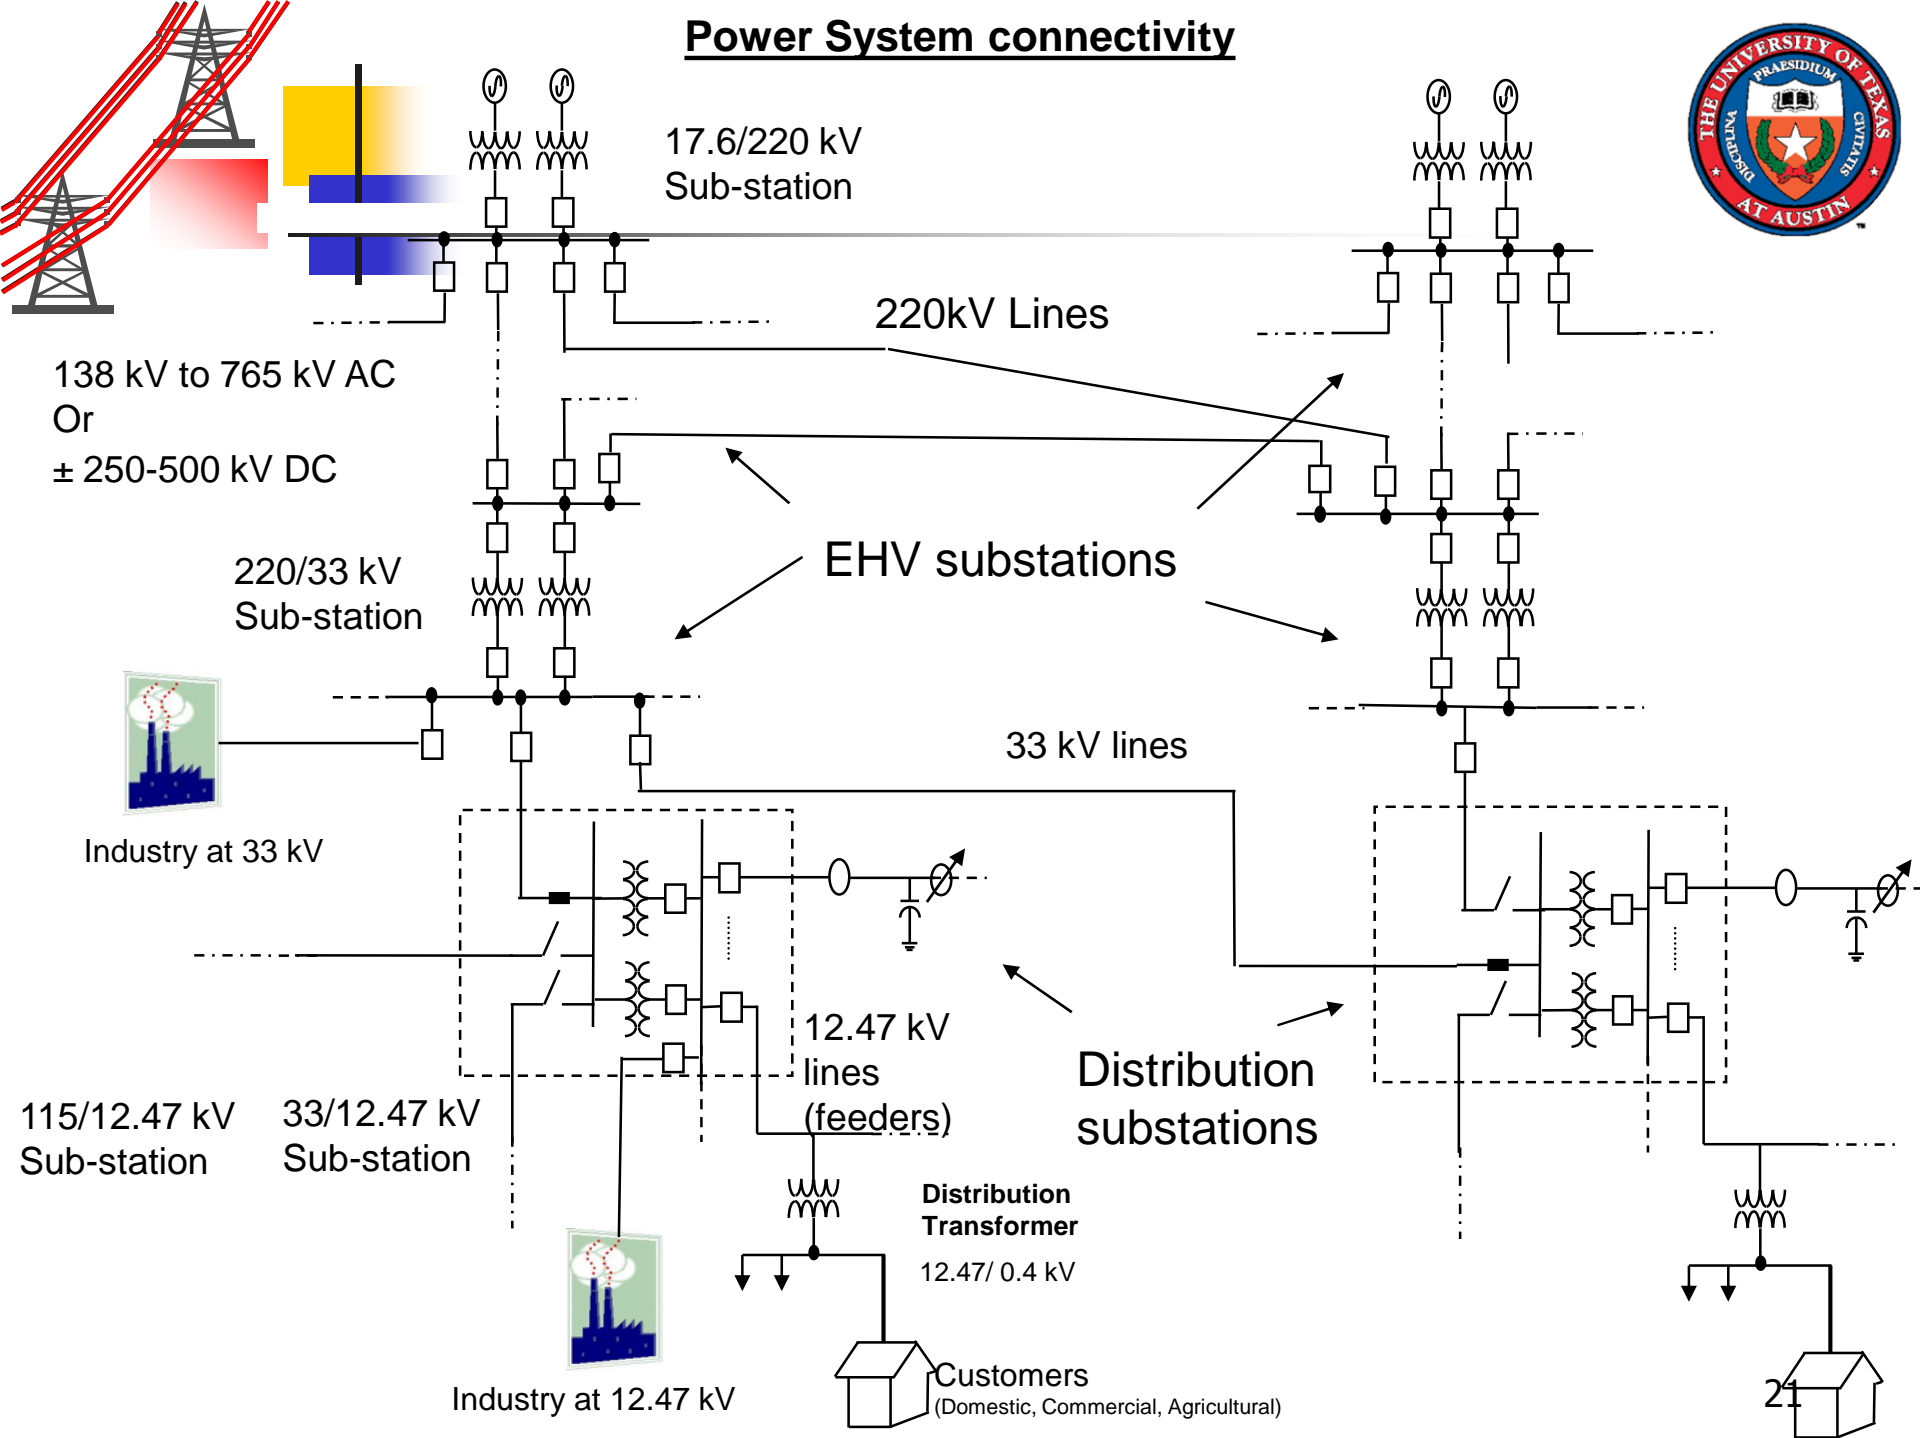 Power System connectivity
THE UNIVERSITY OF TEXAS
AT AUSTIN
PRAESIDIUM
DISCIPLINA
CIVITATIS
TM
17.6/220 kV
Sub-station
220kV Lines
138 kV to 765 kV AC
Or
± 250-500 kV DC
EHV substations
220/33 kV
Sub-station
33 kV lines
Industry at 33 kV
12.47 kV
lines
(feeders)
Distribution
substations
115/12.47 kV
Sub-station
33/12.47 kV
Sub-station
Distribution
Transformer
12.47/ 0.4 kV
Industry at 12.47 kV
Customers
(Domestic, Commercial, Agricultural)
21